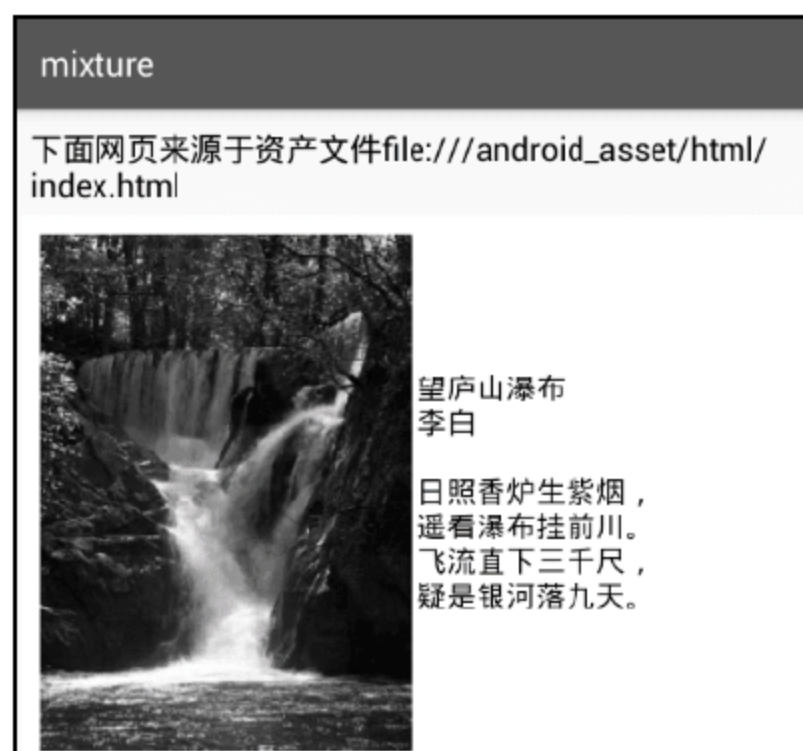 mixture
下面网页来源于资产文件file:///android_asset/html/
index.html
望庐山瀑布
李白
日照香炉生紫烟，
遥看瀑布挂前川。
飞流直下三千尺，
疑是银河落九天。